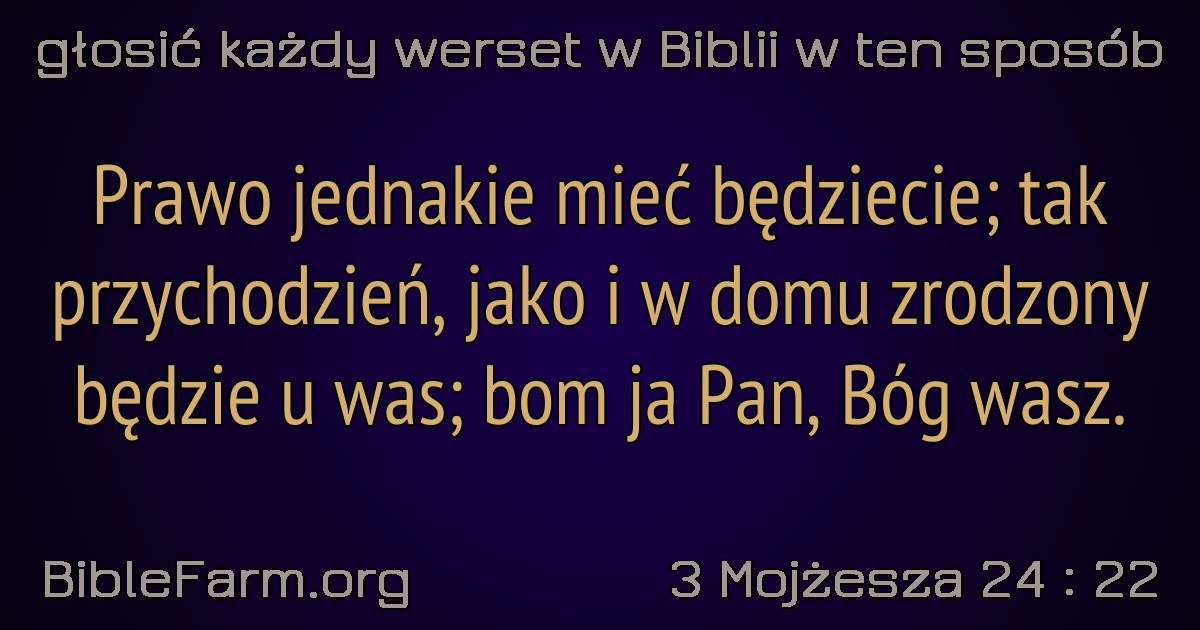 głosić każdy werset w Biblii w ten sposób
Prawo jednakie mieć będziecie; tak
przychodzień, jako i w domu zrodzony
będzie u was; bom ja Pan, Bóg wasz.
BibleFarm.org
3 Mojżesza 24 : 22